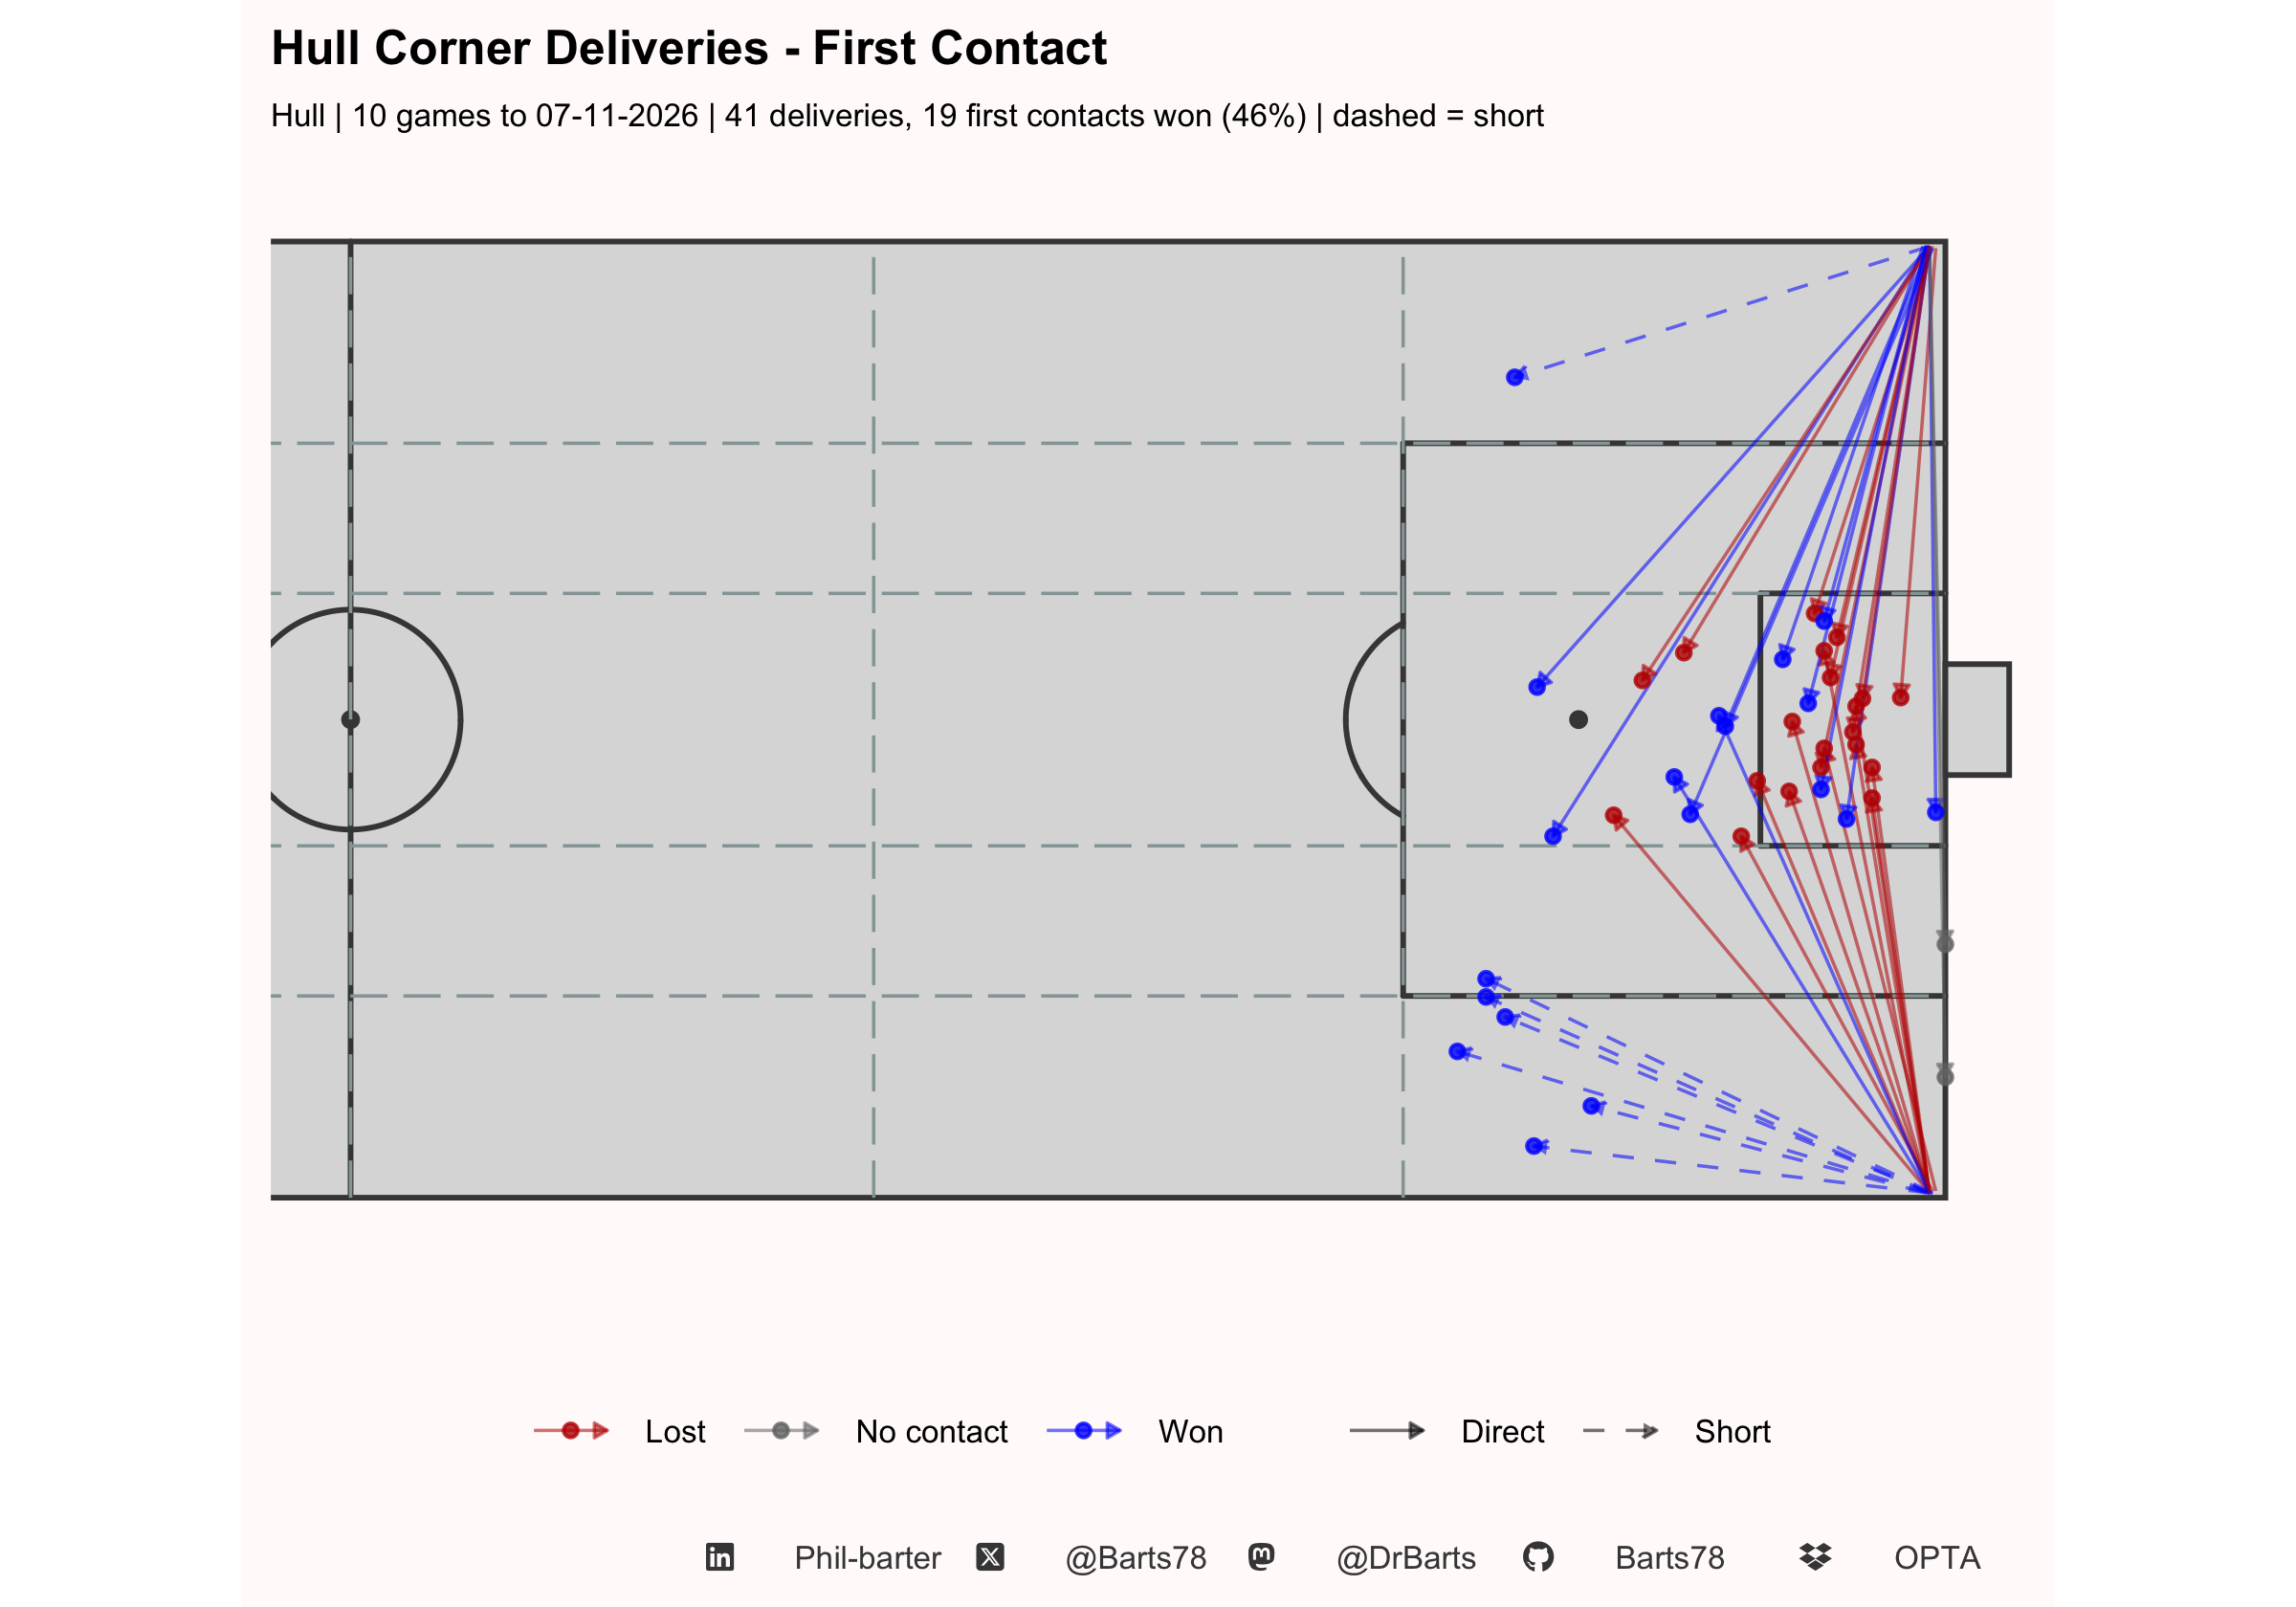 Hull Corner Deliveries - First Contact
Hull | 10 games to 07-11-2026 | 41 deliveries, 19 first contacts won (46%) | dashed = short
Lost No contact Won Direct Short
Phil-barter @Barts78 @DrBarts Barts78 OPTA